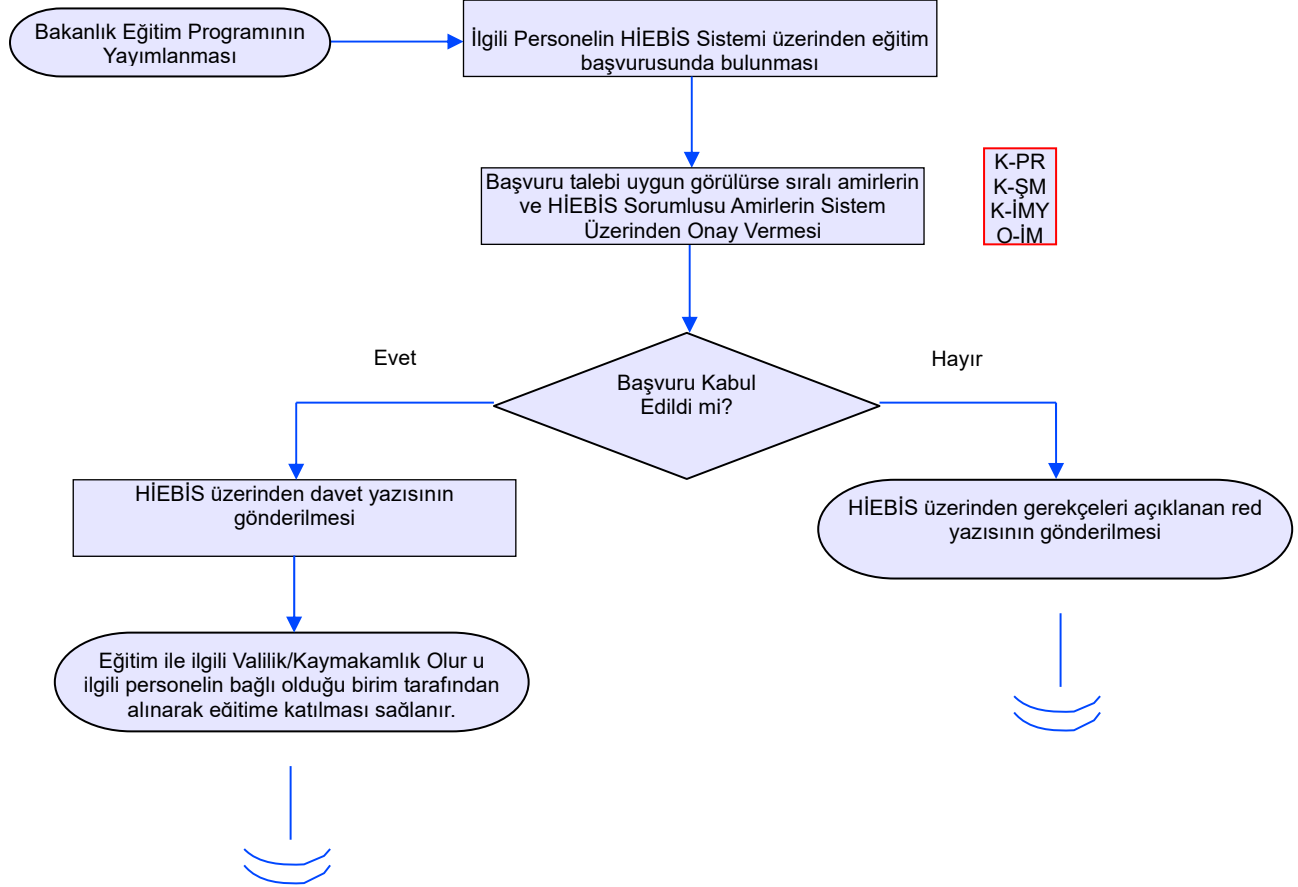 Bakanlık Eğitim Programının
Yayımlanması
İlgili Personelin HİEBİS Sistemi üzerinden eğitim
başvurusunda bulunması
Başvuru talebi uygun görülürse sıralı amirlerin
ve HİEBİS Sorumlusu Amirlerin Sistem
Üzerinden Onay Vermesi
K-PR
K-ŞM
K-İMY
O-İM
Evet
Hayır
Başvuru Kabul
Edildi mi?
HİEBİS üzerinden davet yazısının
gönderilmesi
HİEBİS üzerinden gerekçeleri açıklanan red
yazısının gönderilmesi
Eğitim ile ilgili Valilik/Kaymakamlık Olur u
ilgili personelin bağlı olduğu birim tarafından
alınarak eğitime katılması sağlanır.